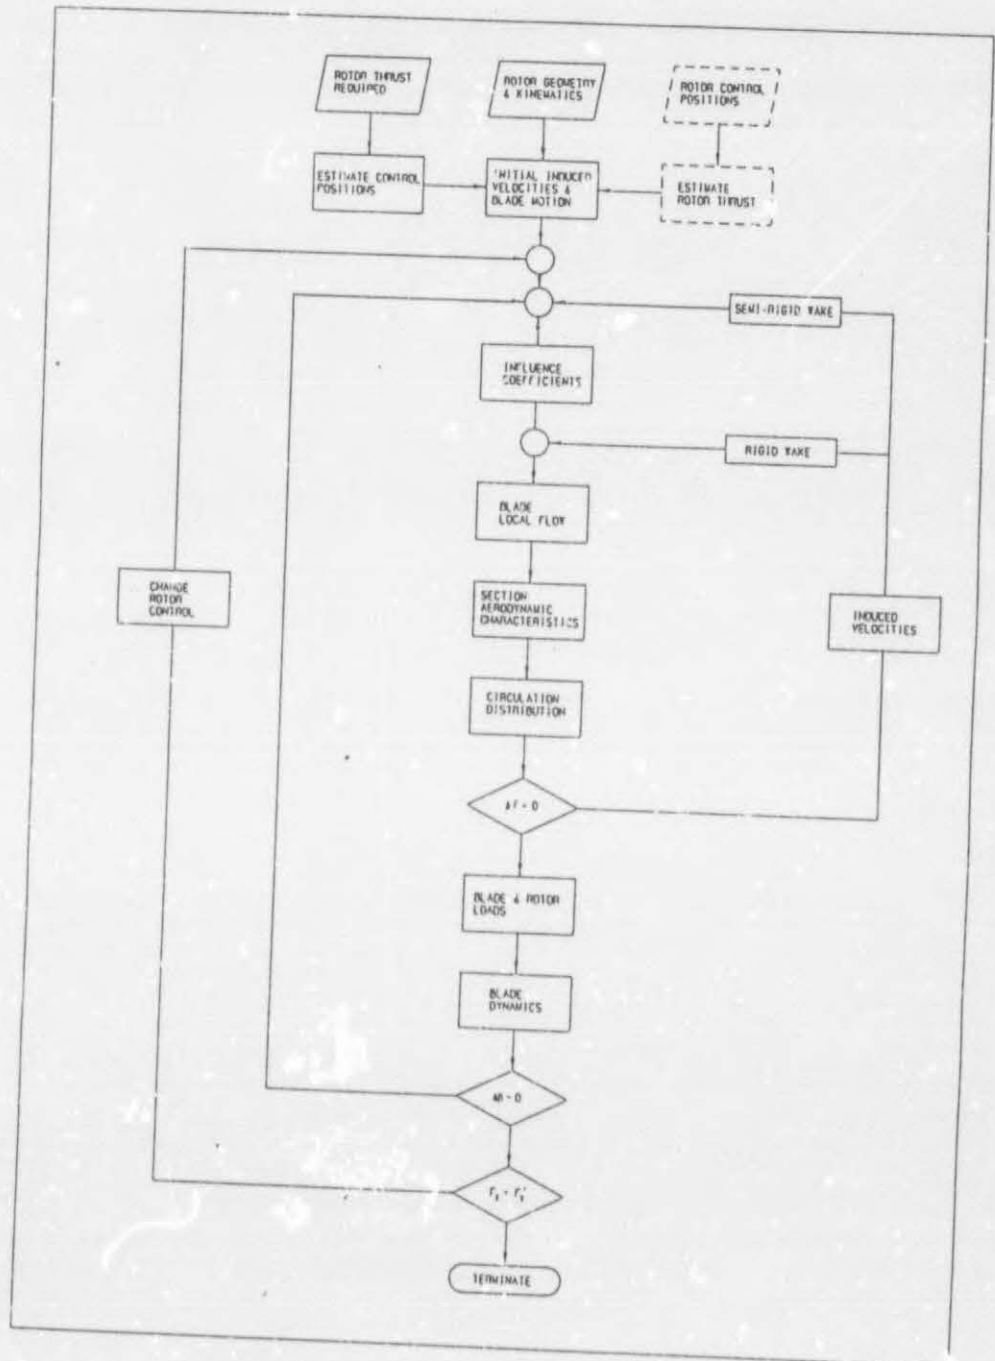 ROTOR THRUST
REQUIRED
ROTOR GEOMETRY
& KINEMATICS
ROTOR CONTROL
POSITIONS
ESTIMATE CONTROL
POSITIONS
INITIAL INDUCED
VELOCITIES &
BLADE MOTION
ESTIMATE
ROTOR THRUST
SEMI-RIGID WAKE
INFLUENCE
COEFFICIENTS
RIGID WAKE
BLADE
LOCAL FLOW
CHANGE
ROTOR
CONTROL
SECTION
AERODYNAMIC
CHARACTERISTICS
INDUCED
VELOCITIES
CIRCULATION
DISTRIBUTION
= 0
BLADE & ROTOR
LOADS
BLADE
DYNAMICS
= 0
TERMINATE